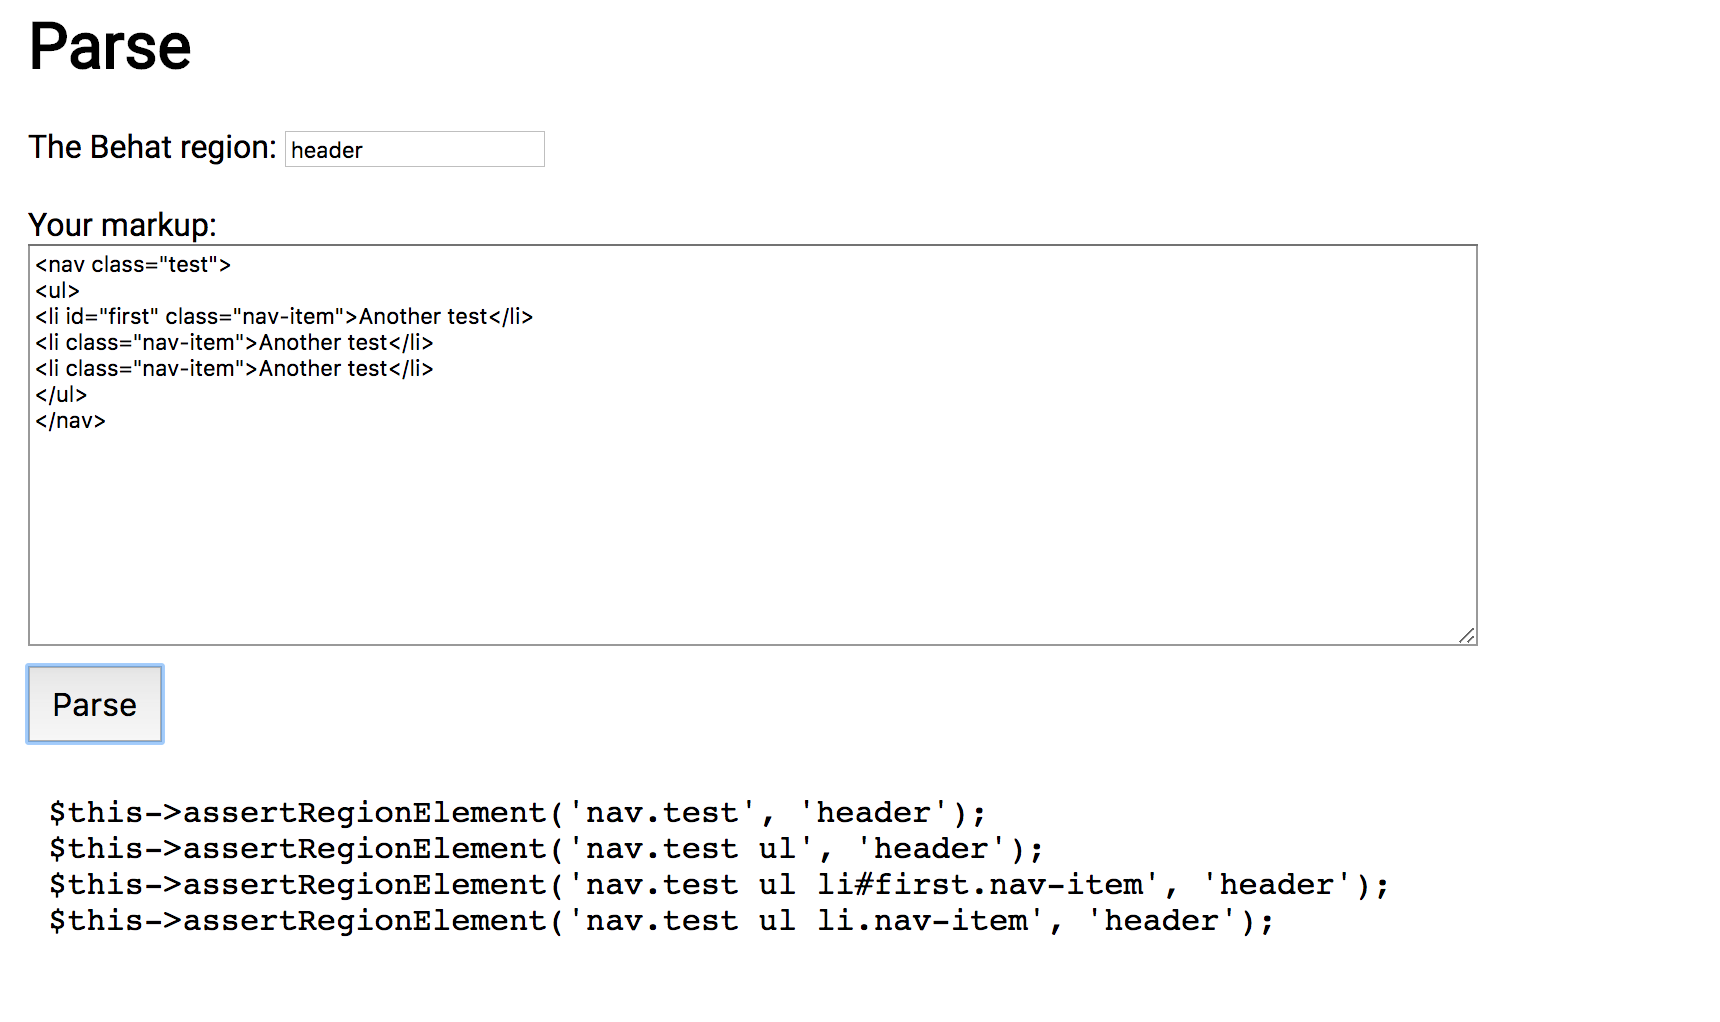 Parse
The Behat region: header
Your markup:
<nav class="test">
<ul>
<li id="first" class="nav-item">Another test</li>
<li class="nav-item">Another test</li>
<li class="nav-item">Another test</li>
</ul>
</nav>
Parse
$this->assertRegionElement('nav.test', 'header');
$this->assertRegionElement('nav.test ul', 'header');
$this->assertRegionElement('nav.test ul li#first.nav-item', 'header');
$this->assertRegionElement('nav.test ul li.nav-item', 'header');